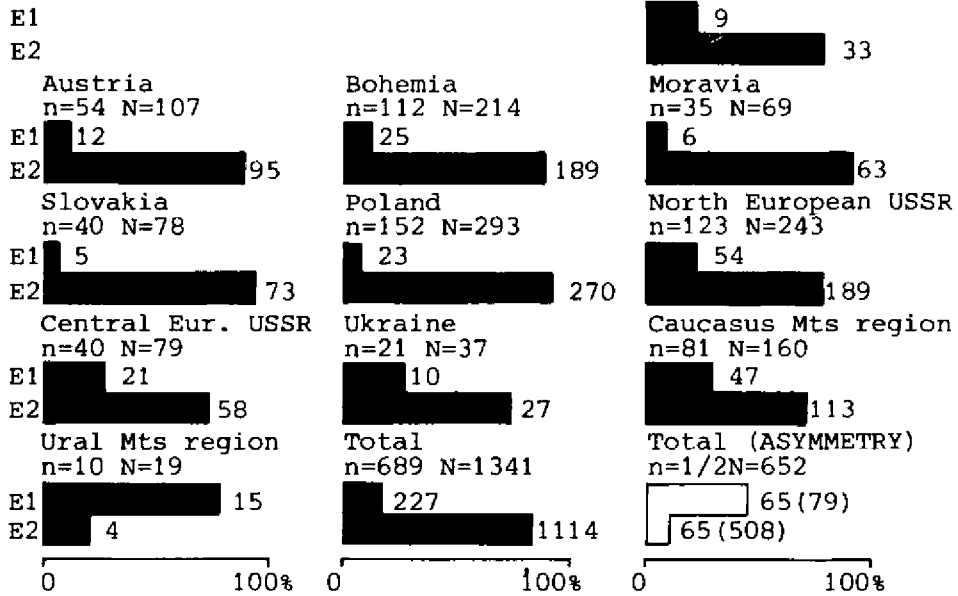 E1 9
E2 33
Austria Bohemia Moravia
n=54 N=107 n=112 N=214 n=35 N=69
E1 12 25 6
E2 95 189 63
Slovakia Poland North European USSR
n=40 N=78 n=152 N=293 n=123 N=243
E1 5 23 54
E2 73 270 189
Central Eur. USSR Ukraine Caucasus Mts region
n=40 N=79 n=21 N=37 n=81 N=160
E1 21 10 47
E2 58 27 113
Ural Mts region Total Total (ASYMMETRY)
n=10 N=19 n=689 N=1341 n=1/2N=652
E1 15 227 65(79)
E2 4 1114 65(508)
0 100% 0 100% 0 100%